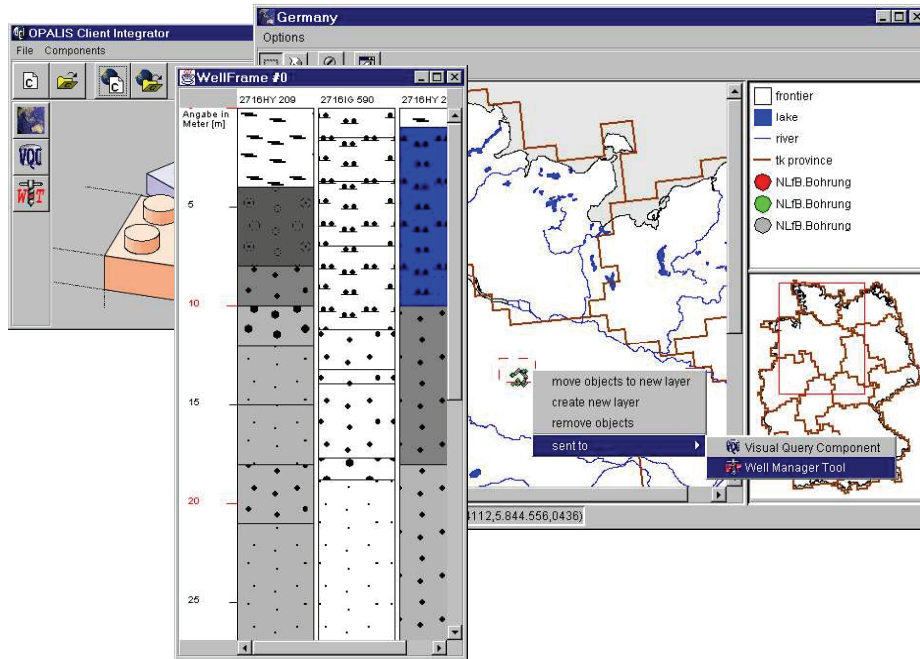 OPALIS Client Integrator
File Components
C
C
VQC
WMT
Germany
Options
WellFrame #0
2716HY 209
2716IG 590
2716HY 2
Angabe in
Meter [m]
5
10
15
20
25
frontier
lake
river
tk province
NLfB.Bohrung
NLfB.Bohrung
NLfB.Bohrung
move objects to new layer
create new layer
remove objects
sent to
Visual Query Component
Well Manager Tool
4112,5.844.556,0436)